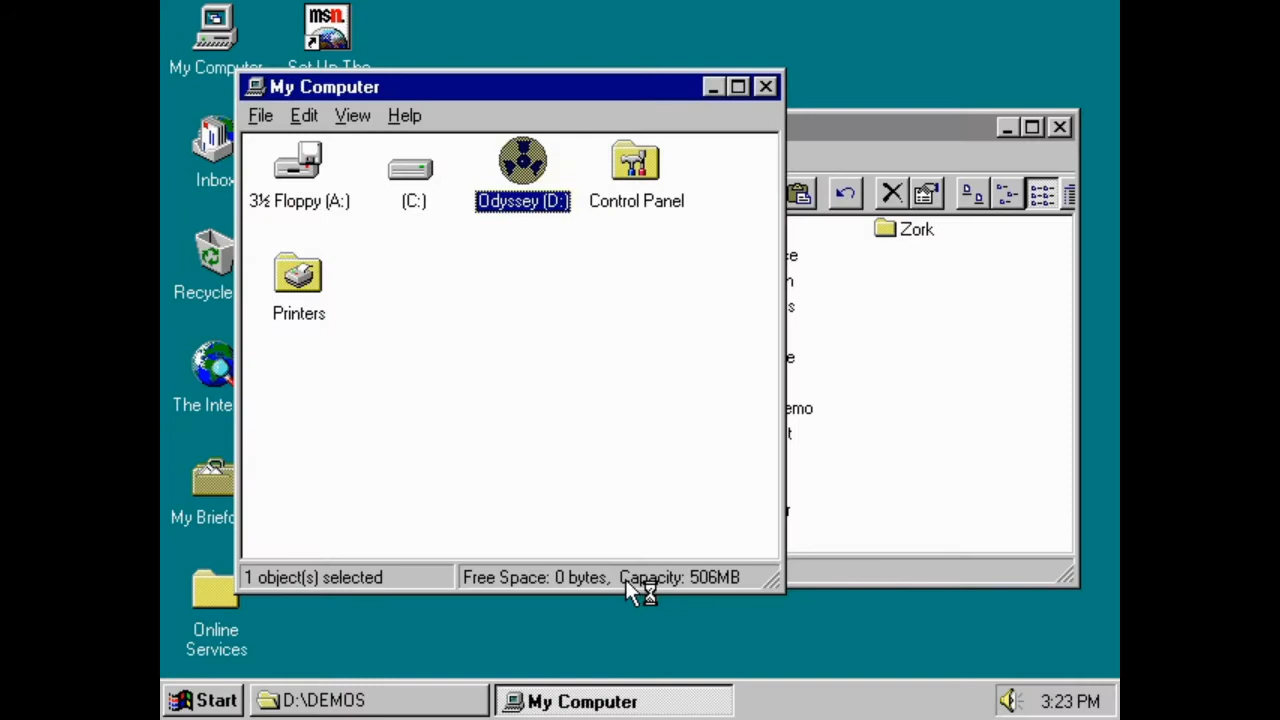 msn.
My Computer
Set Up The
My Computer
File Edit View Help
3½ Floppy (A:)
(C:)
Odyssey (D:)
Control Panel
Printers
Inbox
Recycle
The Inte
My Briefc
Online
Services
Zork
ce
n
s
e
emo
t
r
1 object(s) selected
Free Space: 0 bytes, Capacity: 506MB
Start
D:\DEMOS
My Computer
3:23 PM